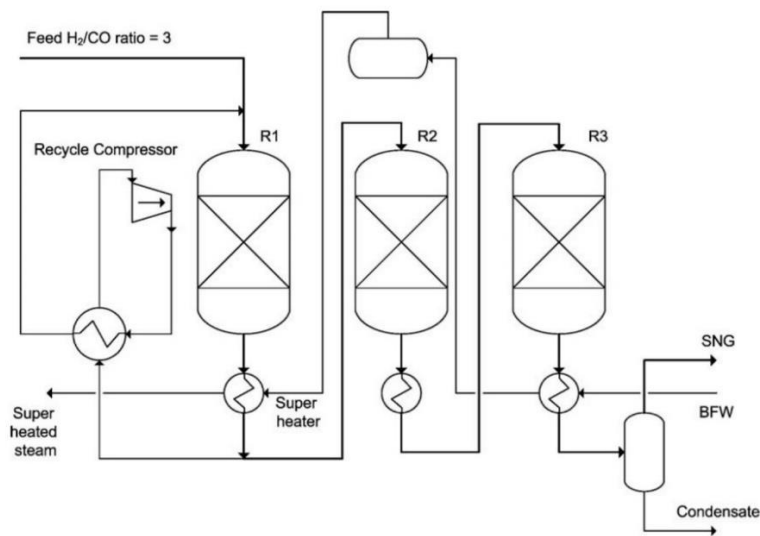 Feed H₂/CO ratio = 3
R1
R2
R3
Recycle Compressor
SNG
Super
heater
Super
heated
steam
BFW
Condensate